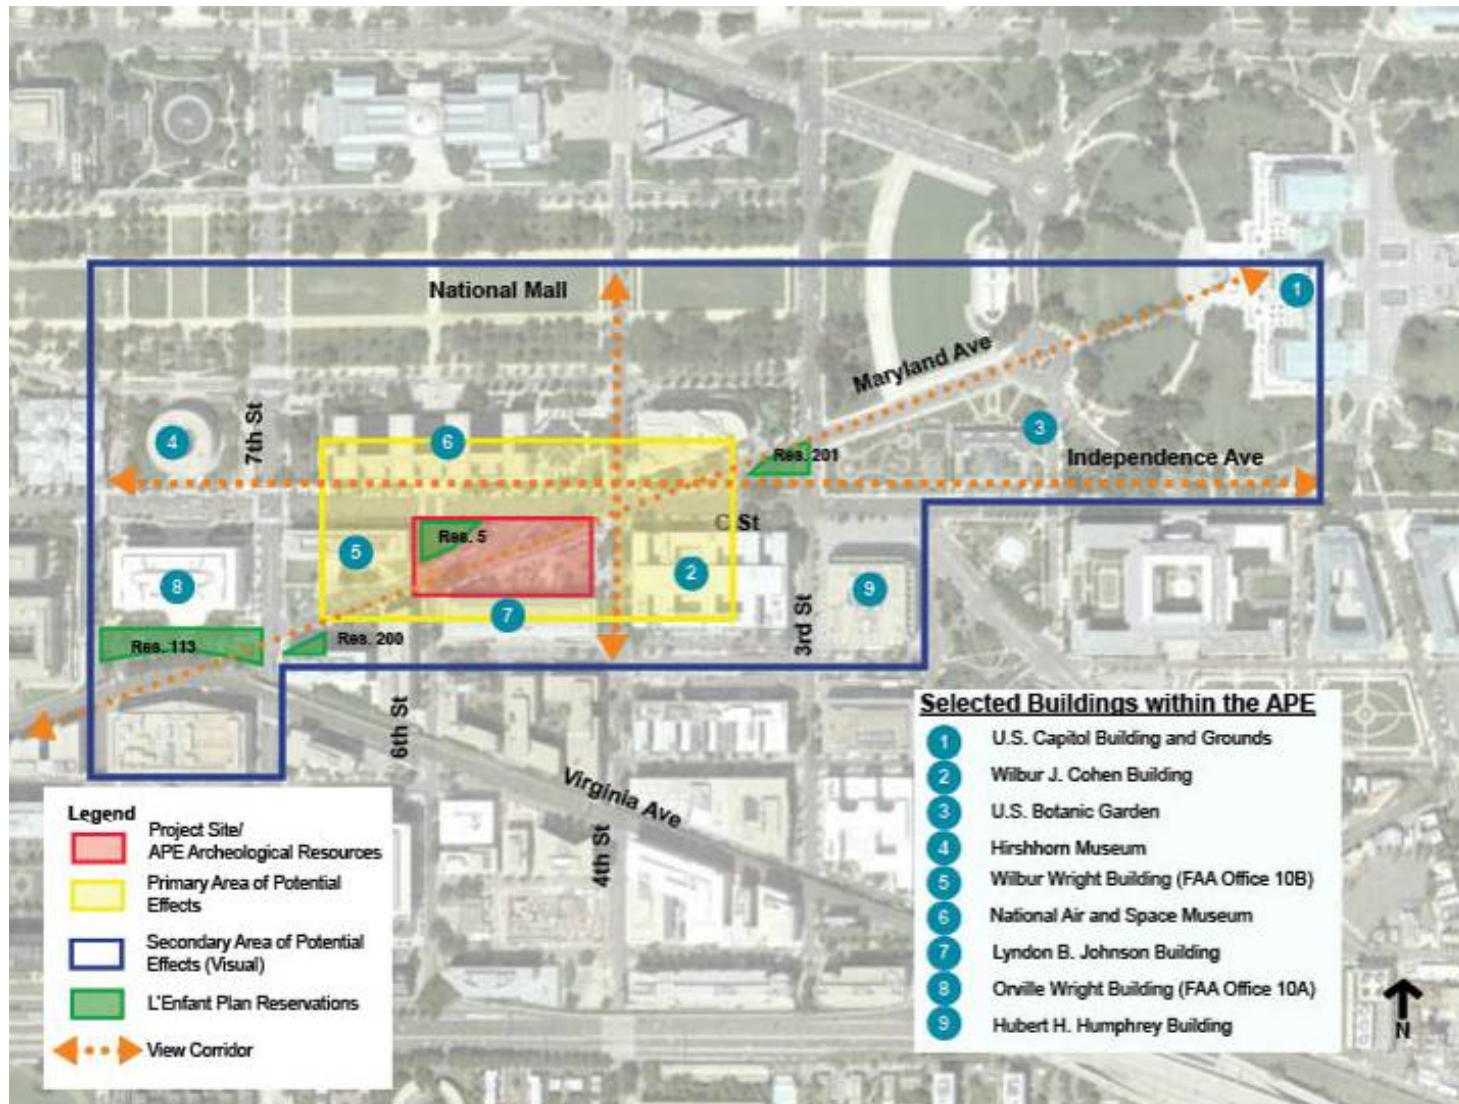 National Mall
1
Maryland Ave
7th St
4
6
3
Res. 201
Independence Ave
C St
Res. 5
5
2
8
7
9
3rd St
Res. 113
Res. 200
6th St
Virginia Ave
4th St
Selected Buildings within the APE
1 U.S. Capitol Building and Grounds
2 Wilbur J. Cohen Building
3 U.S. Botanic Garden
4 Hirshhorn Museum
5 Wilbur Wright Building (FAA Office 10B)
6 National Air and Space Museum
7 Lyndon B. Johnson Building
8 Orville Wright Building (FAA Office 10A)
9 Hubert H. Humphrey Building
N
Legend
Project Site/
APE Archeological Resources
Primary Area of Potential
Effects
Secondary Area of Potential
Effects (Visual)
L'Enfant Plan Reservations
View Corridor